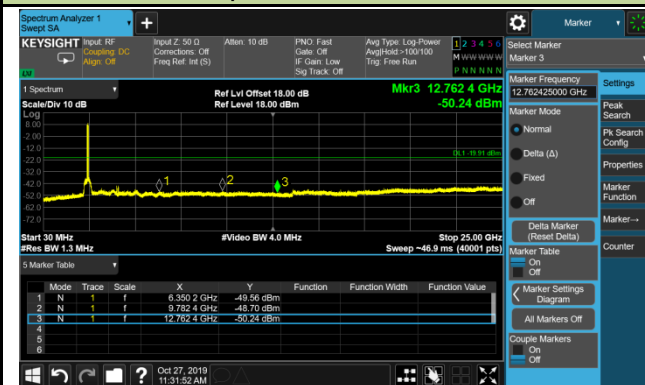 Spectrum Analyzer 1
Swept SA
Marker
KEYSIGHT
Input: RF
Coupling: DC
Align: Off
Input Z: 50 Ω
Corrections: Off
Freq Ref: Int (S)
Atten: 10 dB
PNO: Fast
Gate: Off
IF Gain: Low
Sig Track: Off
Avg Type: Log-Power
Avg|Hold:>100/100
Trig: Free Run
1 2 3 4 5 6
M W W W W W
P N N N N N
LXI
Select Marker
Marker 3
1 Spectrum
Scale/Div 10 dB
Log
Ref Lvl Offset 18.00 dB
Ref Level 18.00 dBm
Mkr3 12.762 4 GHz
-50.24 dBm
8.00
-2.00
-12.0
-22.0
-32.0
-42.0
-52.0
-62.0
-72.0
DL1 -19.91 dBm
1
2
3
Start 30 MHz
#Res BW 1.3 MHz
#Video BW 4.0 MHz
Stop 25.00 GHz
Sweep ~46.9 ms (40001 pts)
5 Marker Table
Mode Trace Scale X Y Function Function Width Function Value
1 N 1 f 6.350 2 GHz -49.56 dBm
2 N 1 f 9.782 4 GHz -48.70 dBm
3 N 1 f 12.762 4 GHz -50.24 dBm
4
5
6
Marker Frequency
12.762425000 GHz
Marker Mode
Normal
Delta (Δ)
Fixed
Off
Delta Marker
(Reset Delta)
Marker Table
On
Off
Marker Settings
Diagram
All Markers Off
Couple Markers
On
Off
Settings
Peak
Search
Pk Search
Config
Properties
Marker
Function
Marker→
Counter
Oct 27, 2019
11:31:52 AM